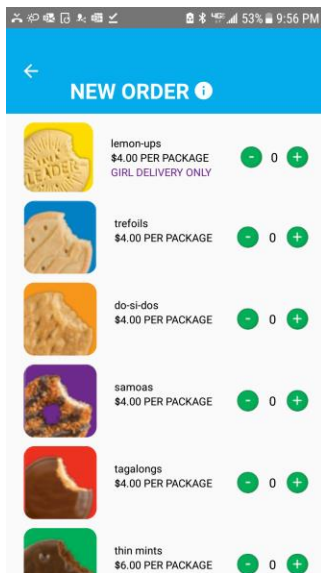 53% 9:56 PM
NEW ORDER
lemon-ups
$4.00 PER PACKAGE
GIRL DELIVERY ONLY
- 0 +
LEADER
trefoils
$4.00 PER PACKAGE
- 0 +
do-si-dos
$4.00 PER PACKAGE
- 0 +
samoas
$4.00 PER PACKAGE
- 0 +
tagalongs
$4.00 PER PACKAGE
- 0 +
thin mints
$6.00 PER PACKAGE
- 0 +